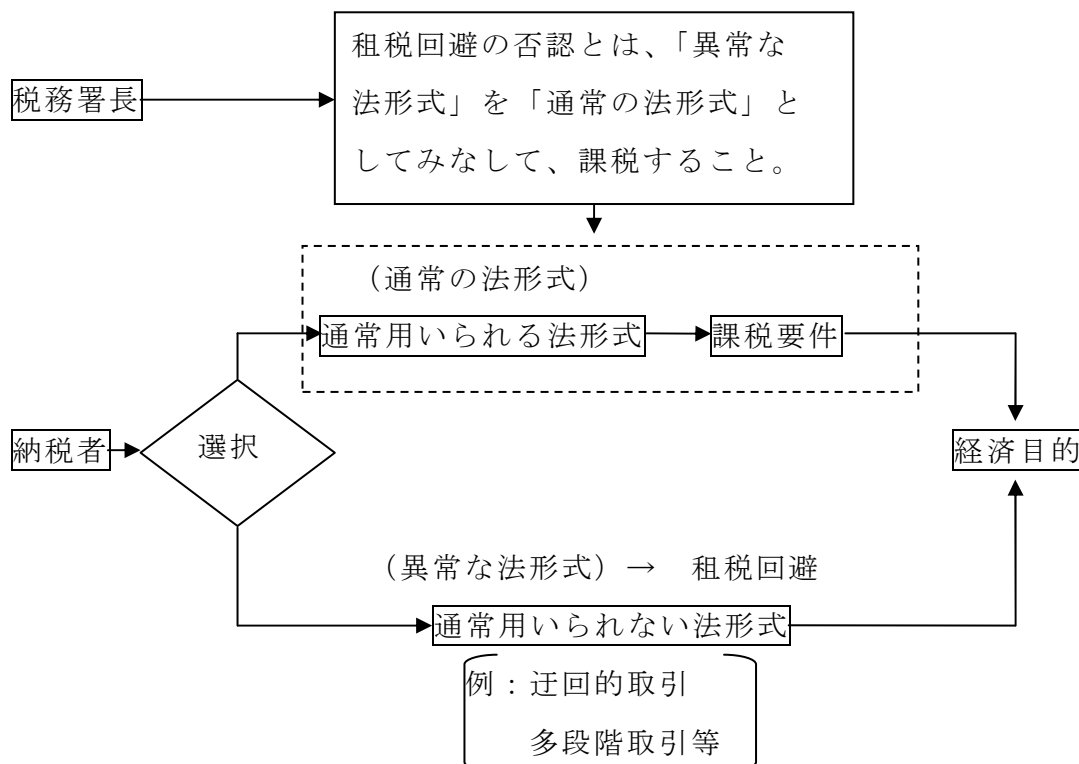 租税回避の否認とは、「異常な
税務署長
法形式」を「通常の法形式」と
してみなして、課税すること。
（通常の法形式）
通常用いられる法形式
課税要件
納税者
選択
経済目的
（異常な法形式）→　租税回避
通常用いられない法形式
例：迂回的取引
多段階取引等